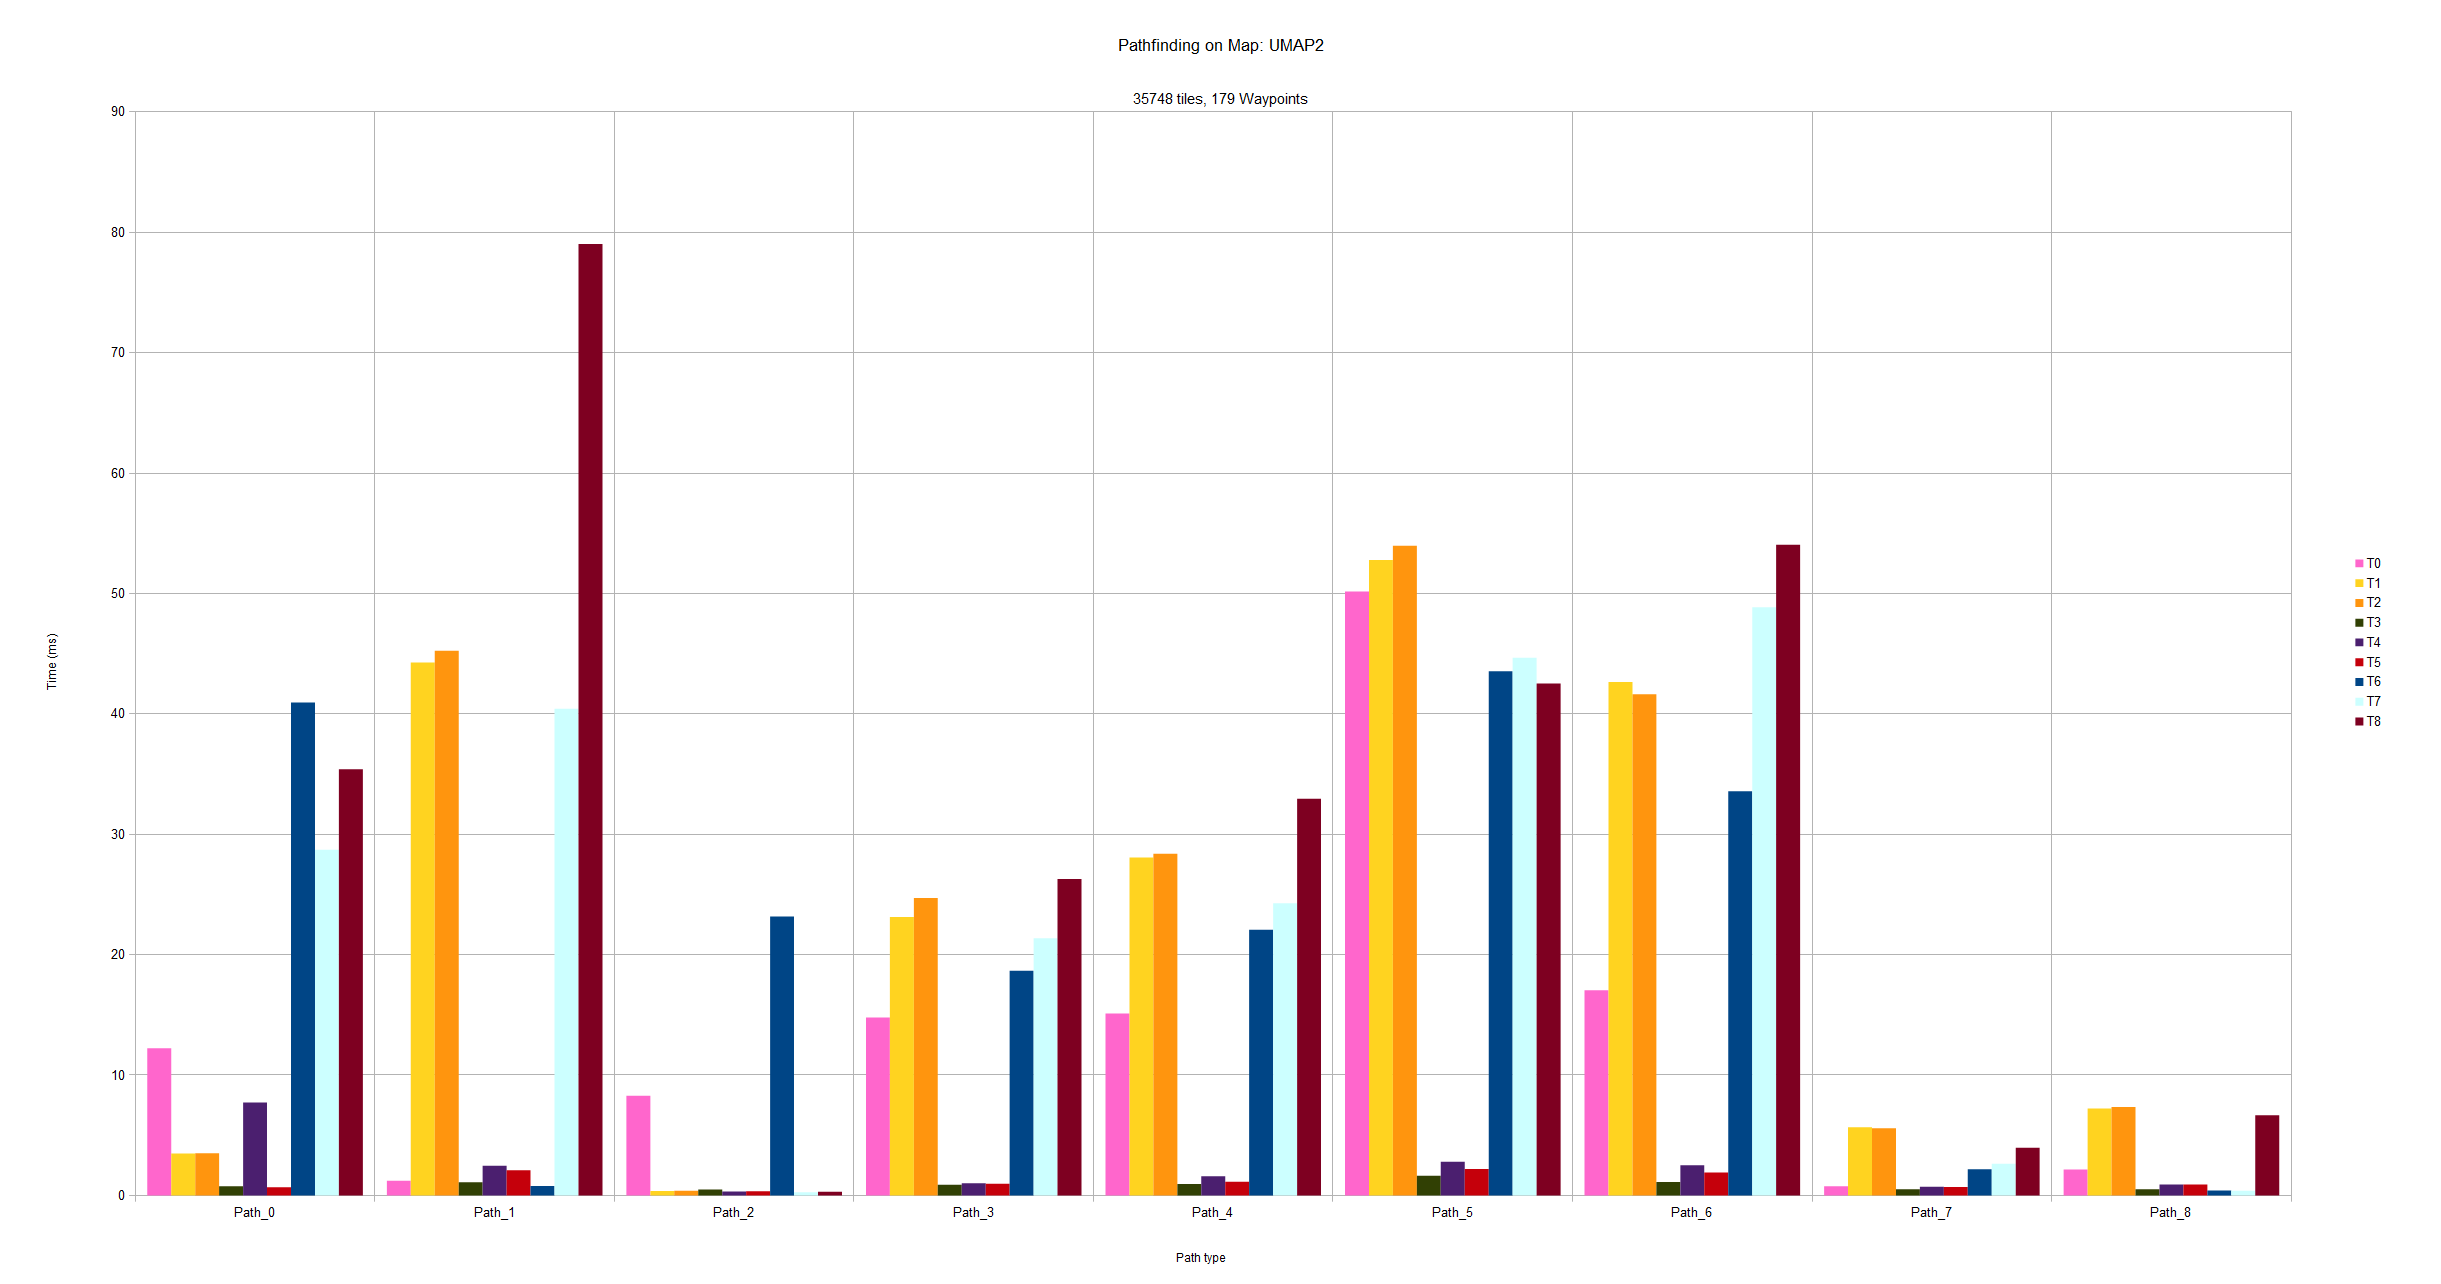 Pathfinding on Map: UMAP2
35748 tiles, 179 Waypoints
90
80
70
60
50
40
30
20
10
0
Time (ms)
Path_0 Path_1 Path_2 Path_3 Path_4 Path_5 Path_6 Path_7 Path_8
Path type
T0
T1
T2
T3
T4
T5
T6
T7
T8